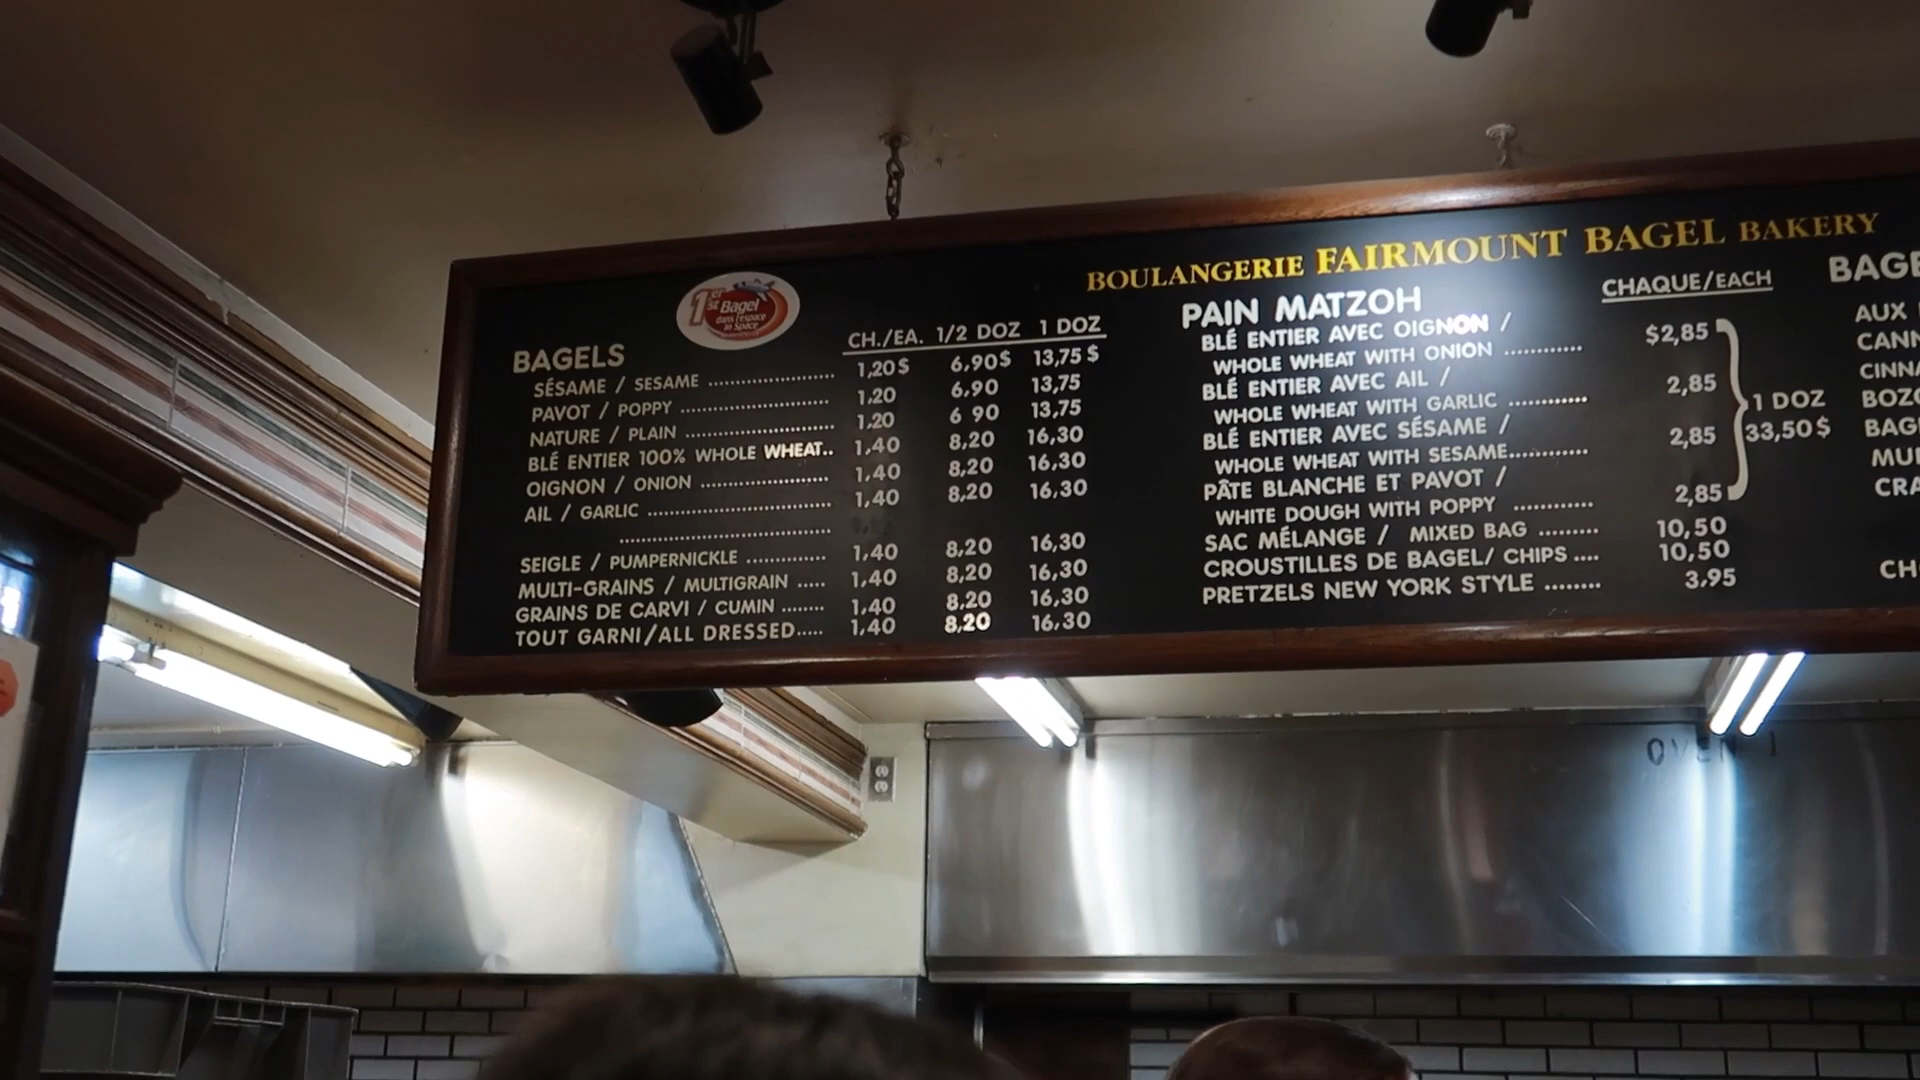 BOULANGERIE FAIRMOUNT BAGEL BAKERY
1er 1st Bagel
dans l'espace
in Space
BAGELS CH./EA. 1/2 DOZ 1 DOZ
SÉSAME / SESAME .................... 1,20$ 6,90$ 13,75$
PAVOT / POPPY .................... 1,20 6,90 13,75
NATURE / PLAIN .................... 1,20 6 90 13,75
BLÉ ENTIER 100% WHOLE WHEAT.. 1,40 8,20 16,30
OIGNON / ONION .................... 1,40 8,20 16,30
AIL / GARLIC .................... 1,40 8,20 16,30
SEIGLE / PUMPERNICKLE ............ 1,40 8,20 16,30
MULTI-GRAINS / MULTIGRAIN ..... 1,40 8,20 16,30
GRAINS DE CARVI / CUMIN ........ 1,40 8,20 16,30
TOUT GARNI/ALL DRESSED..... 1,40 8,20 16,30
PAIN MATZOH CHAQUE/EACH
BLÉ ENTIER AVEC OIGNON /
WHOLE WHEAT WITH ONION ............ $2,85
BLÉ ENTIER AVEC AIL /
WHOLE WHEAT WITH GARLIC ............ 2,85
BLÉ ENTIER AVEC SÉSAME /
WHOLE WHEAT WITH SESAME............ 2,85
PÂTE BLANCHE ET PAVOT /
WHITE DOUGH WITH POPPY ............ 2,85
1 DOZ
33,50$
SAC MÉLANGE / MIXED BAG ......... 10,50
CROUSTILLES DE BAGEL/ CHIPS .... 10,50
PRETZELS NEW YORK STYLE ........ 3.95
AUX
OVEN 1